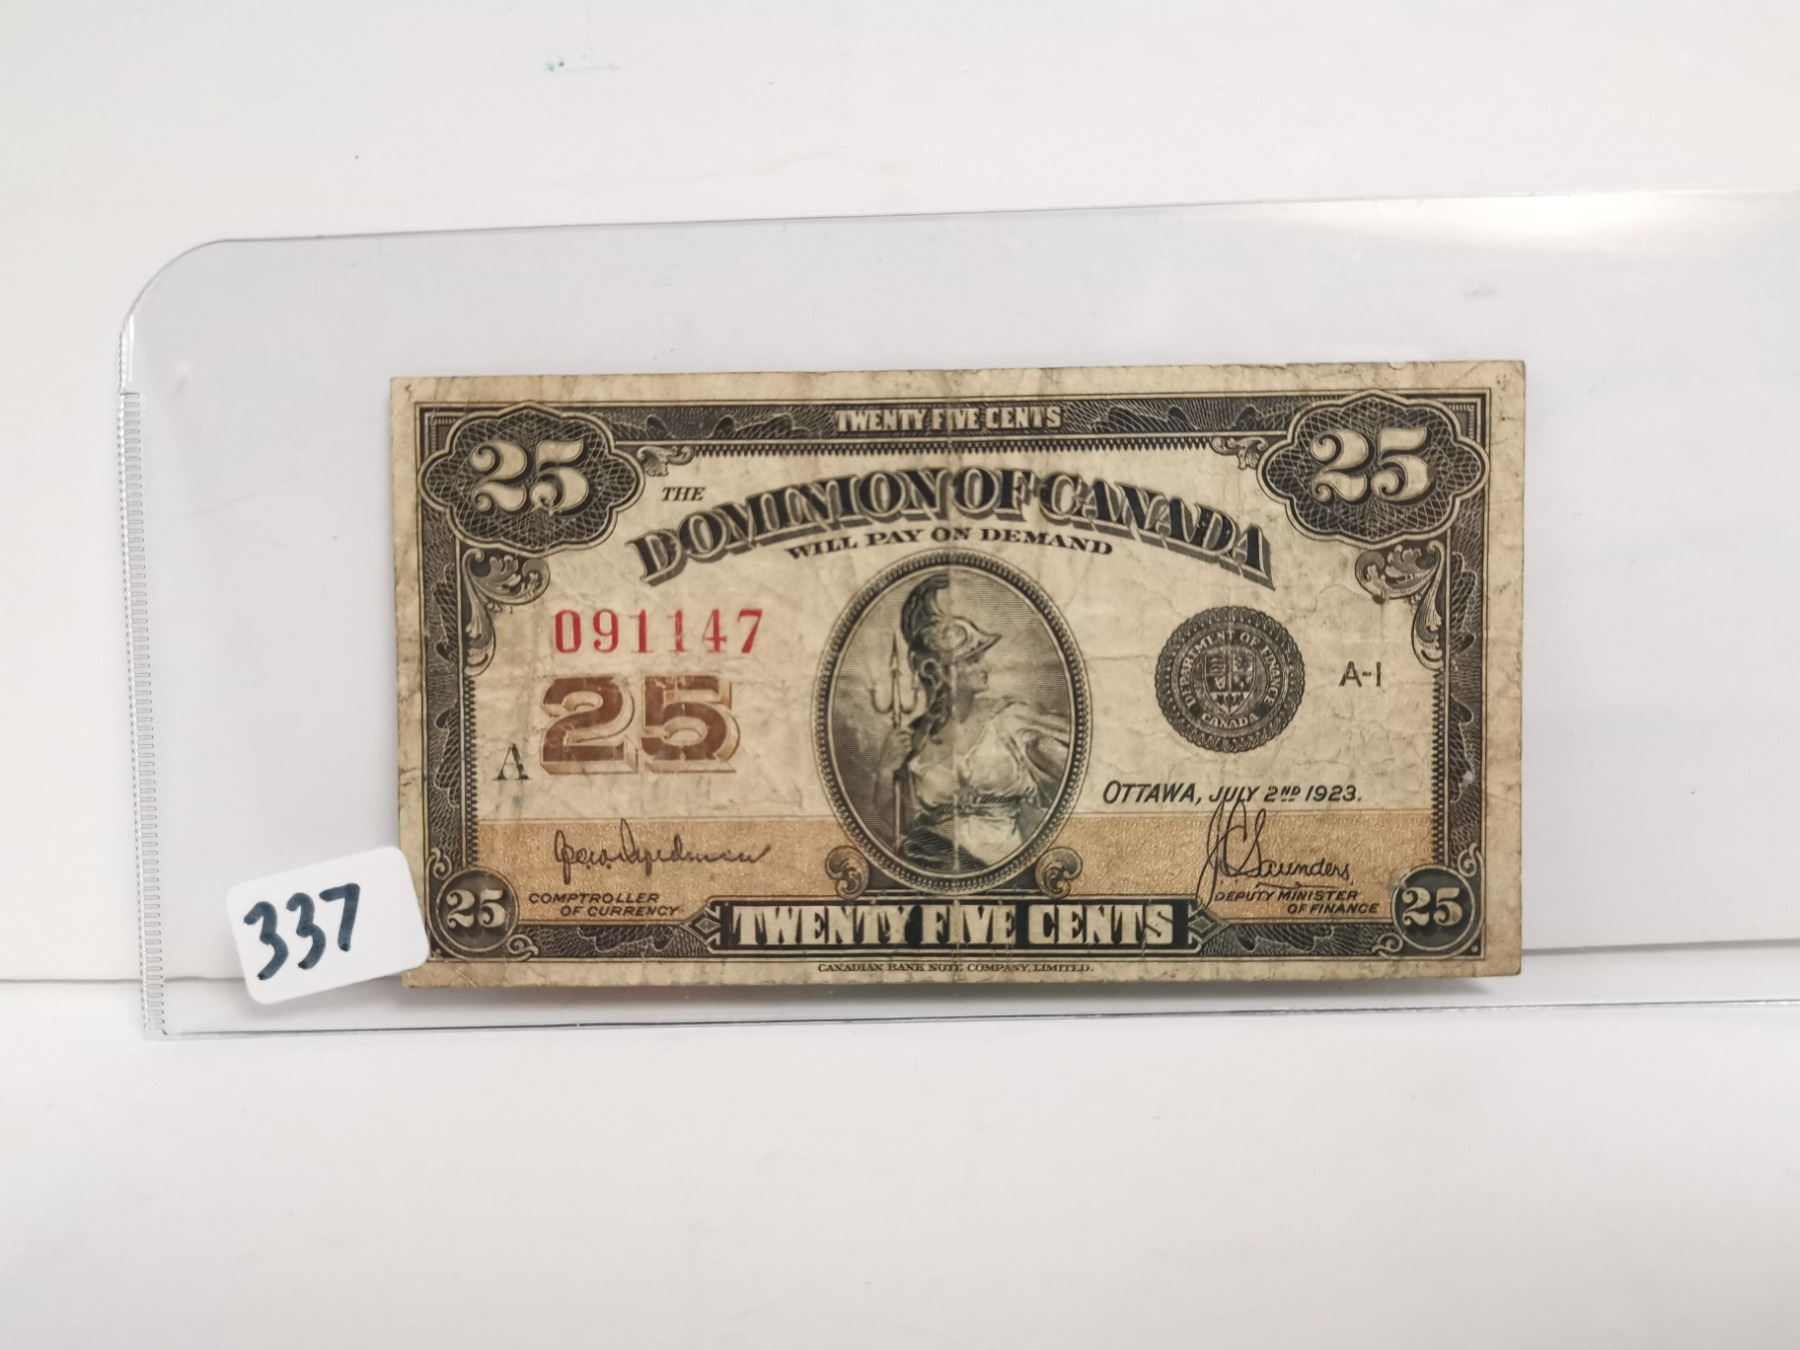 TWENTY FIVE CENTS
25
25
THE
DOMINION OF CANADA
WILL PAY ON DEMAND
091147
25
A
DEPARTMENT OF FINANCE
CANADA
A-1
OTTAWA, JULY 2ND 1923.
J.C. Saunders
COMPTROLLER
OF CURRENCY
DEPUTY MINISTER
OF FINANCE
25
TWENTY FIVE CENTS
25
CANADIAN BANK NOTE COMPANY, LIMITED.
337